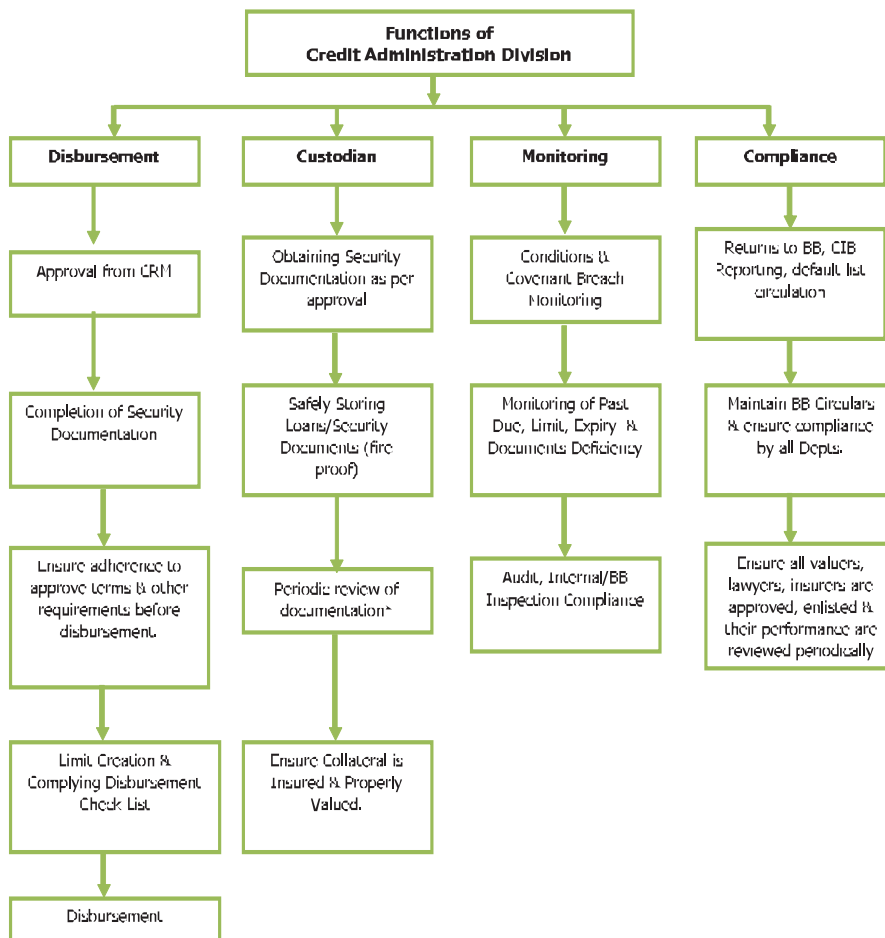 Functions of
Credit Administration Division
Disbursement
Approval from CRM
Completion of Security
Documentation
Ensure adherence to
approve terms & other
requirements before
disbursement.
Limit Creation &
Complying Disbursement
Check List
Disbursement
Custodian
Obtaining Security
Documentation as per
approval
Safely Storing
Loans/Security
Documents (fire
proof)
Periodic review of
documentation*
Ensure Collateral is
Insured & Properly
Valued.
Monitoring
Conditions &
Covenant Breach
Monitoring
Monitoring of Past
Due, Limit, Expiry &
Documents Deficiency
Audit, Internal/BB
Inspection Compliance
Compliance
Returns to BB, CIB
Reporting, default list
circulation
Maintain BB Circulars
& ensure compliance
by all Depts.
Ensure all valuers,
lawyers, insurers are
approved, enlisted &
their performance are
reviewed periodically